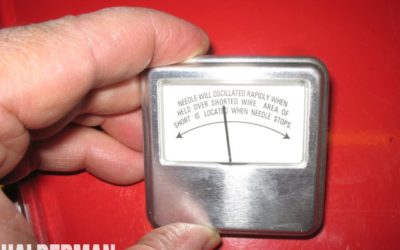 NEEDLE WILL OSCILLATED RAPIDLY WHEN
HELD OVER SHORTED WIRE. AREA OF
SHORT IS LOCATED WHEN NEEDLE STOPS.
HALDERMAN